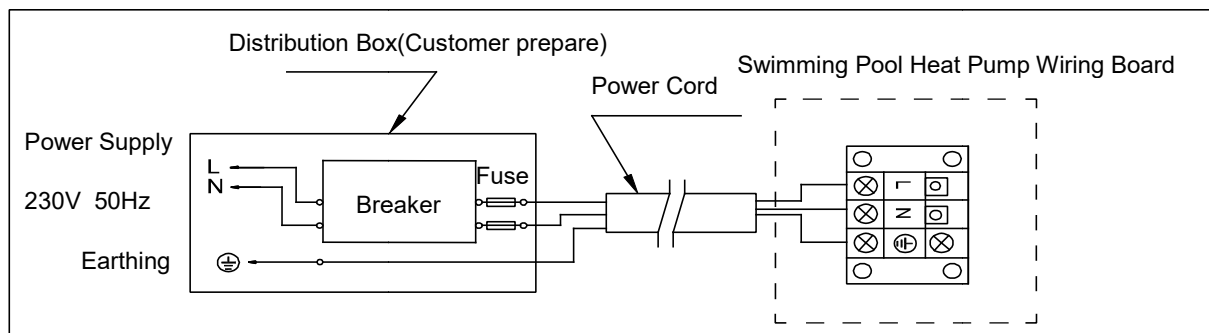 Distribution Box(Customer prepare)
Swimming Pool Heat Pump Wiring Board
Power Cord
Power Supply
L
N
Fuse
230V 50Hz
Breaker
Earthing
L
N